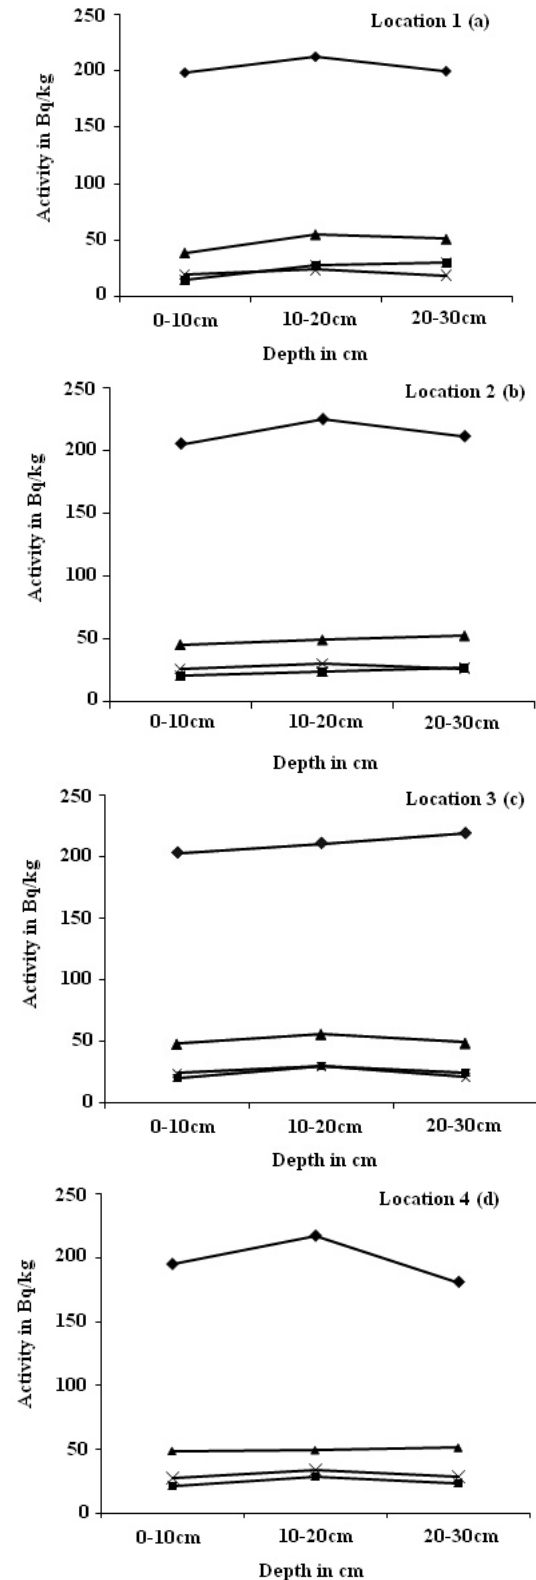 Location 1 (a)
250
200
150
100
50
0
Activity in Bq/kg
0-10cm 10-20cm 20-30cm
Depth in cm
Location 2 (b)
250
200
150
100
50
0
Activity in Bq/kg
0-10cm 10-20cm 20-30cm
Depth in cm
Location 3 (c)
250
200
150
100
50
0
Activity in Bq/kg
0-10cm 10-20cm 20-30cm
Depth in cm
Location 4 (d)
250
200
150
100
50
0
Activity in Bq/kg
0-10cm 10-20cm 20-30cm
Depth in cm